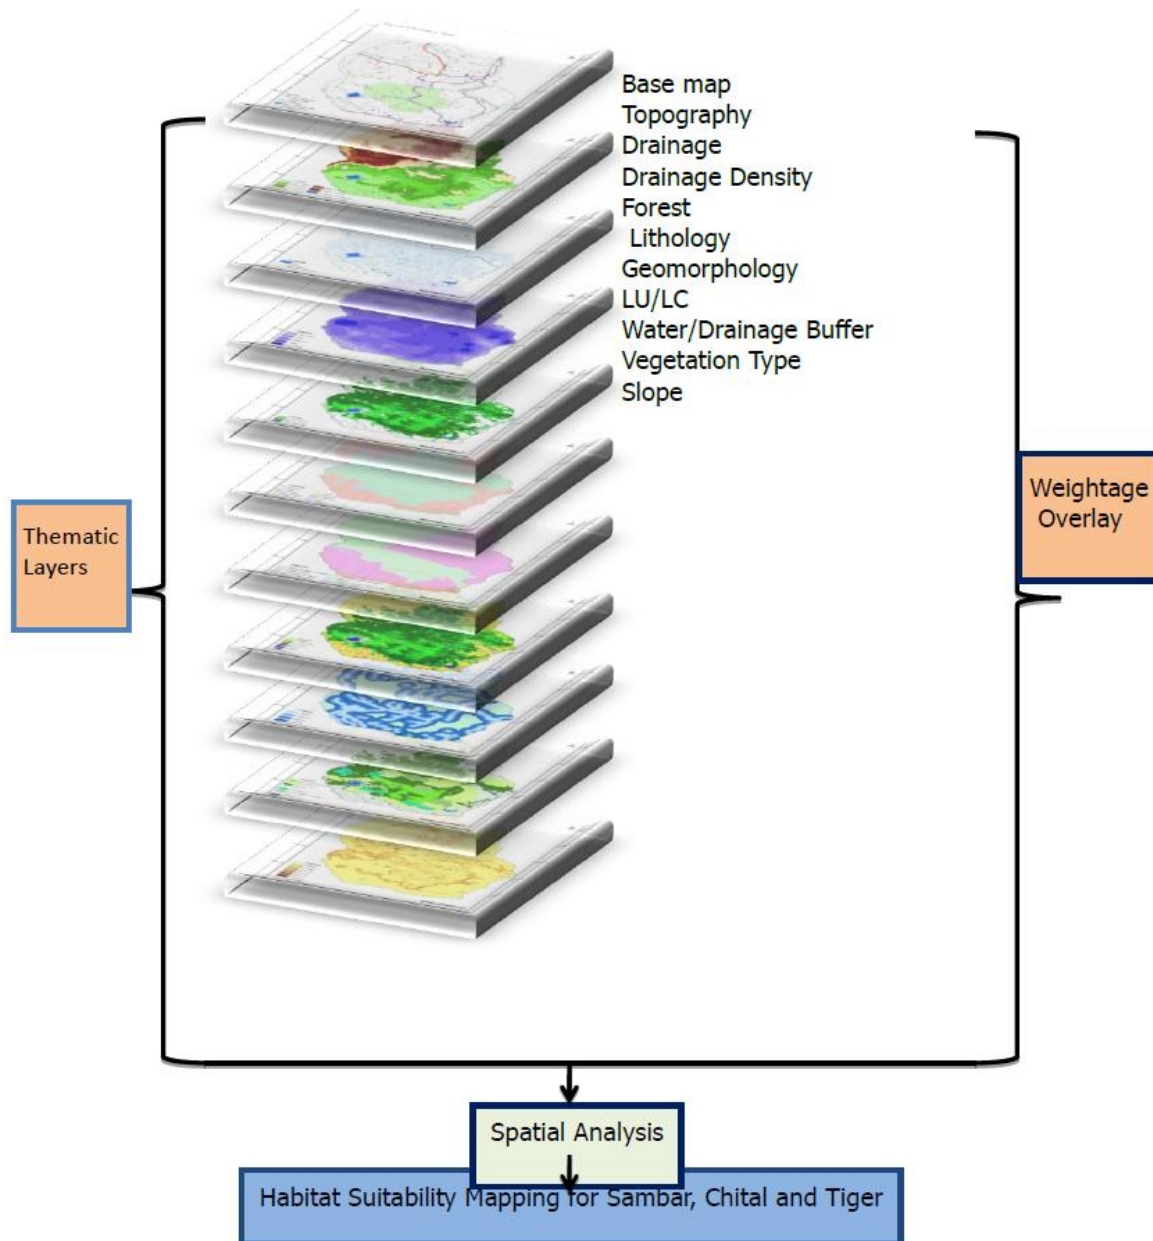 Base map
Topography
Drainage
Drainage Density
Forest
Lithology
Geomorphology
LU/LC
Water/Drainage Buffer
Vegetation Type
Slope
Thematic
Layers
Weightage
Overlay
Spatial Analysis
Habitat Suitability Mapping for Sambar, Chital and Tiger